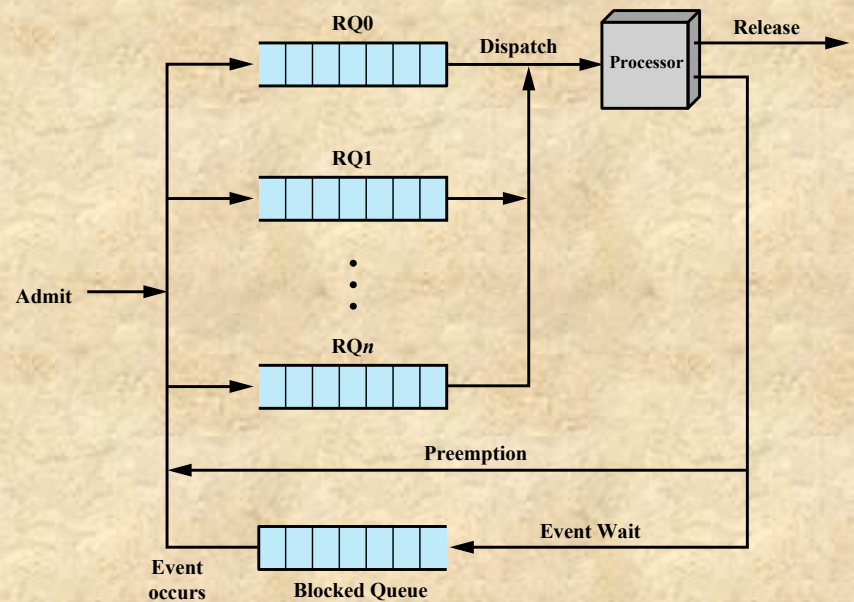 RQ0
Dispatch
Release
Processor
RQ1
Admit
RQn
Preemption
Event Wait
Event
occurs
Blocked Queue